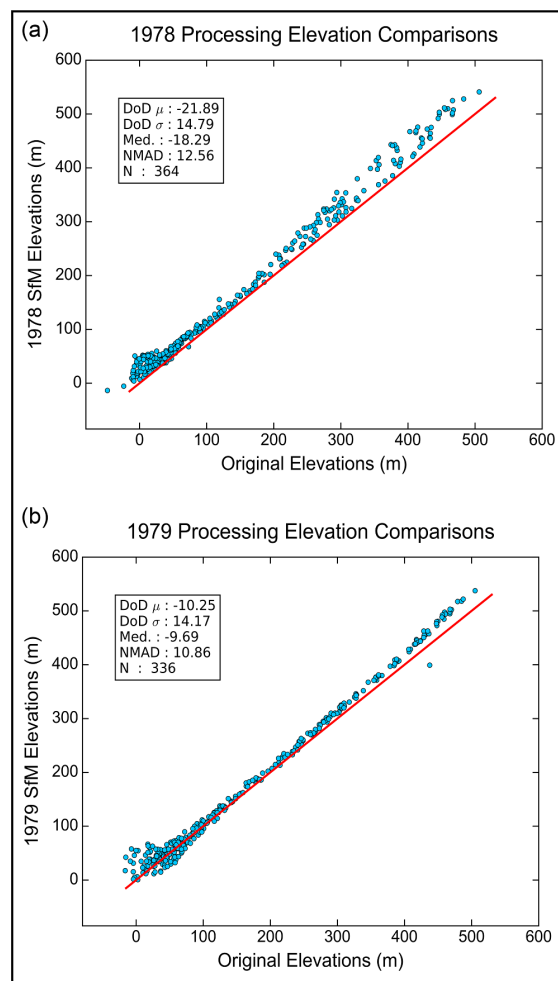 (a)
1978 Processing Elevation Comparisons
600
500
400
300
200
100
0
1978 SfM Elevations (m)
DoD μ : -21.89
DoD σ : 14.79
Med. : -18.29
NMAD : 12.56
N : 364
0 100 200 300 400 500 600
Original Elevations (m)
(b)
1979 Processing Elevation Comparisons
600
500
400
300
200
100
0
1979 SfM Elevations (m)
DoD μ : -10.25
DoD σ : 14.17
Med. : -9.69
NMAD : 10.86
N : 336
0 100 200 300 400 500 600
Original Elevations (m)